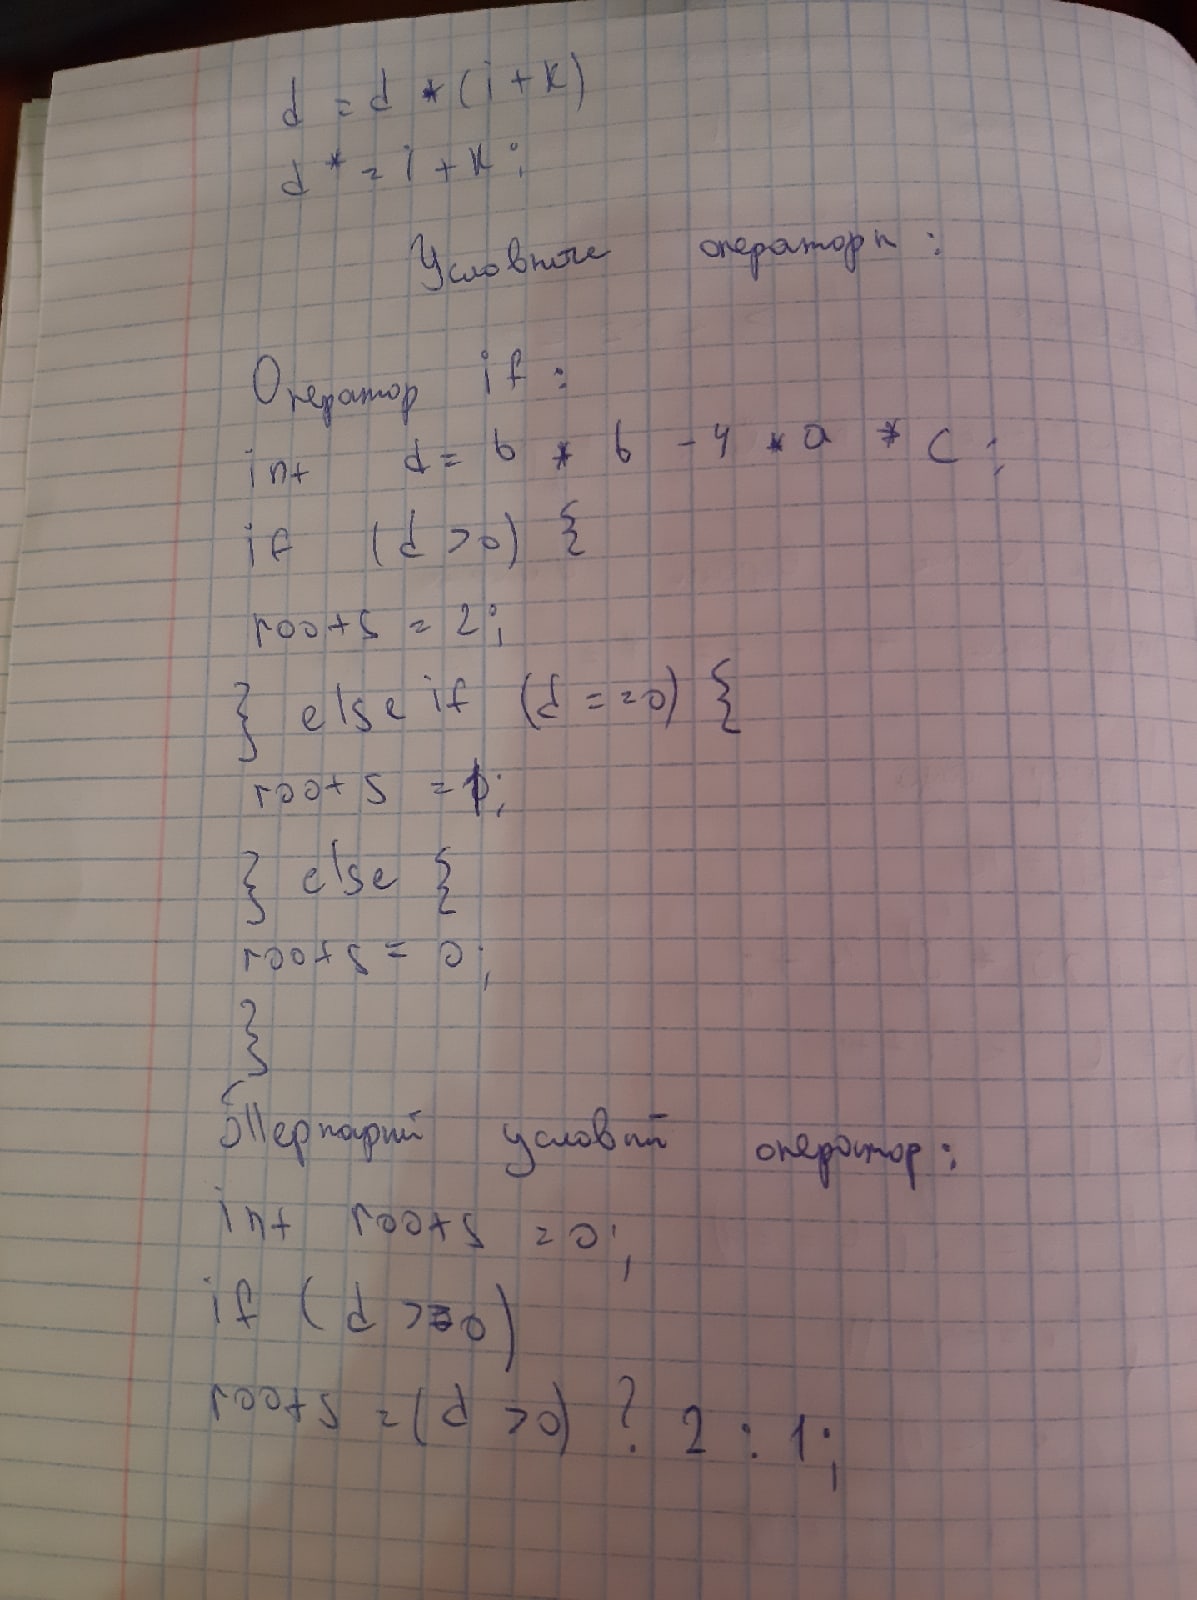 d = d * (i + k)
d * = i + k ;
Условные операторы :
Оператор if :
int d = b * b - 4 * a * c ;
if (d > 0) {
roots = 2 ;
} else if (d = = 0) {
roots = 1 ;
} else {
roots = 0 ;
}
Тернарный условий оператор :
int roots = 0 ;
if ( d >= 0 )
roots = ( d > 0 ) ? 2 : 1 ;